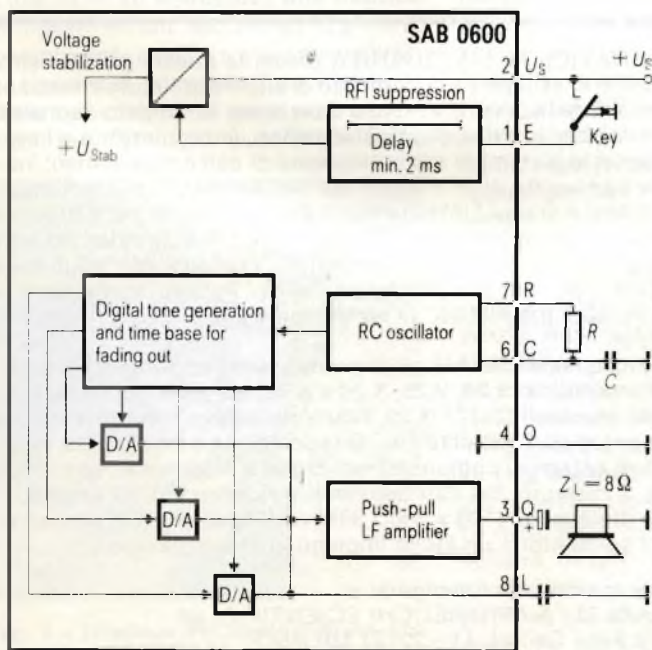 SAB 0600
Voltage
stabilization
2 U_S
+ U_S
RFI suppression
+ U_Stab
Delay
min. 2 ms
1 E
Key
Digital tone generation
and time base for
fading out
RC oscillator
7 R
R
6 C
C
4 O
D/A
D/A
D/A
Push-pull
LF amplifier
3 Q
Z_L = 8 Ω
8 L